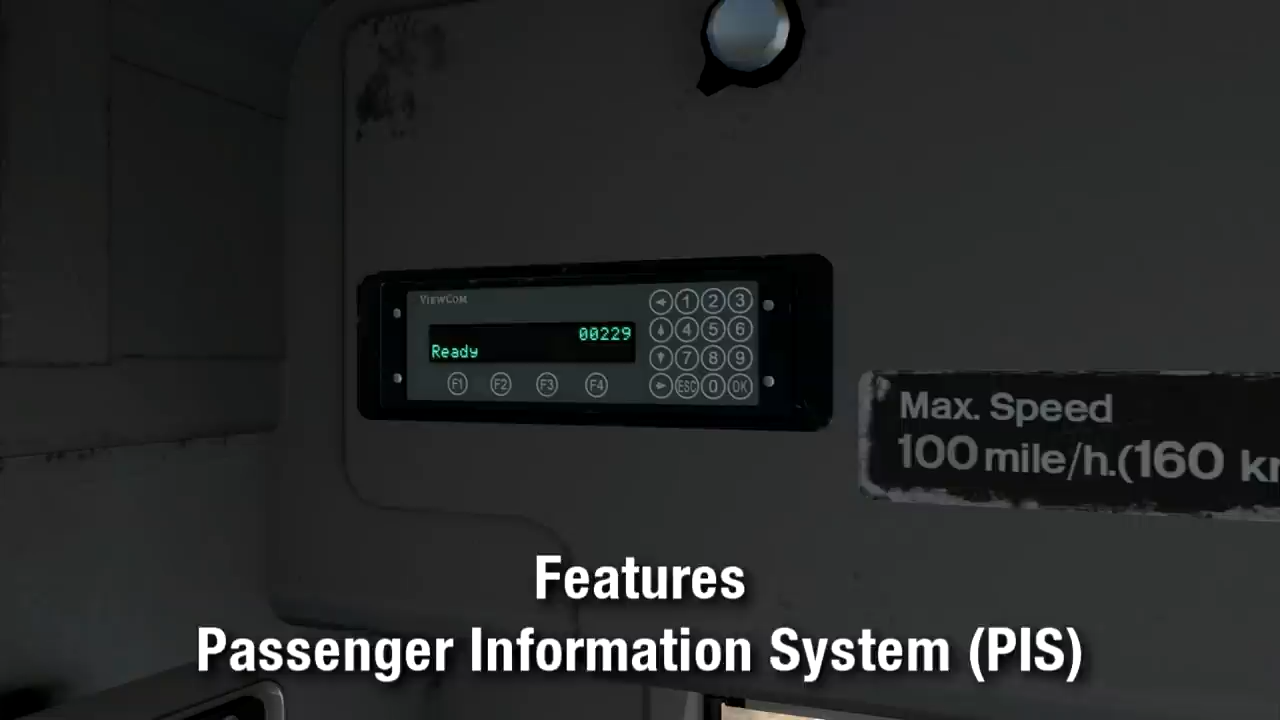 VIEWCOM
00229
Ready
F1 F2 F3 F4
1 2 3
4 5 6
7 8 9
ESC 0 OK
Max. Speed
100 mile/h.(160 k
Features
Passenger Information System (PIS)